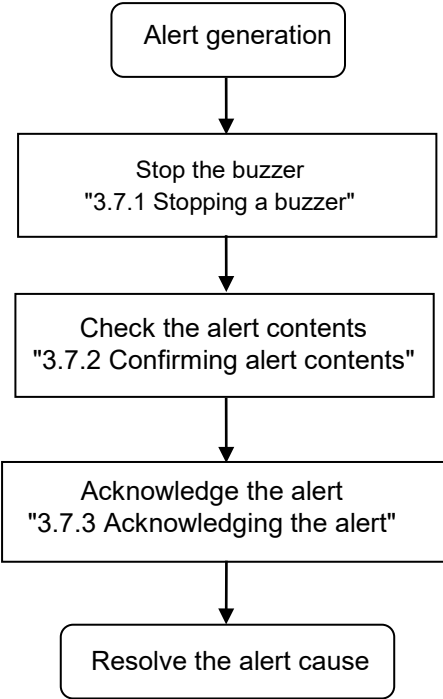 Alert generation
Stop the buzzer
"3.7.1 Stopping a buzzer"
Check the alert contents
"3.7.2 Confirming alert contents"
Acknowledge the alert
"3.7.3 Acknowledging the alert"
Resolve the alert cause